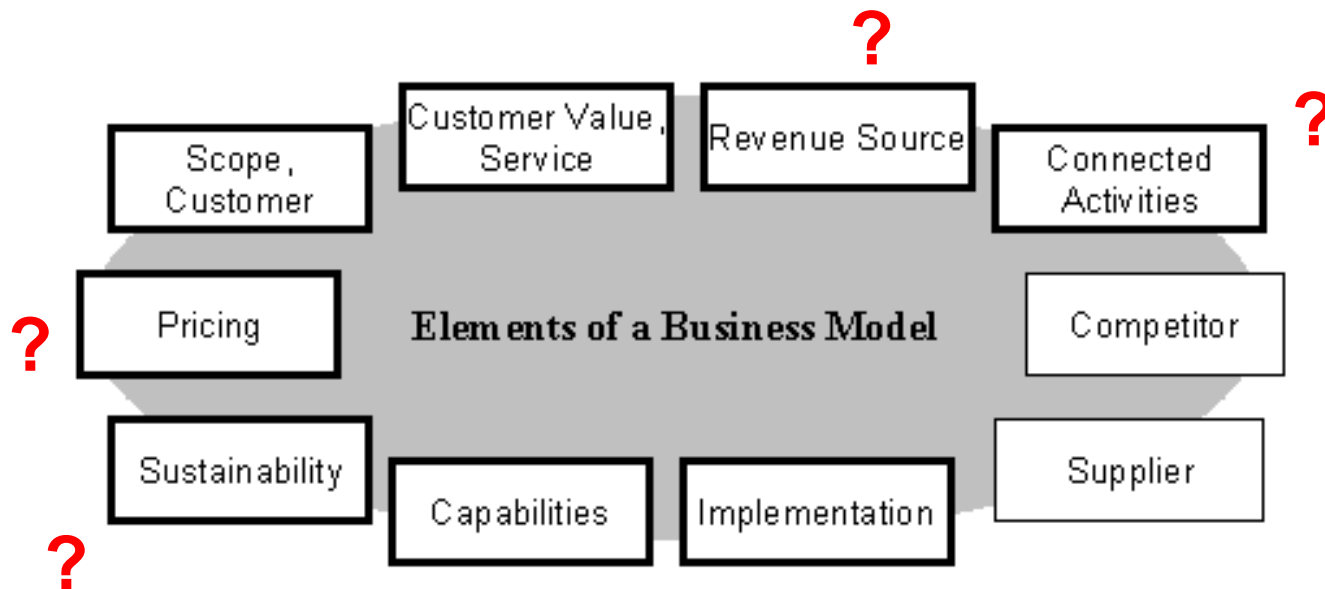 ?
?
Customer Value,
Service
Revenue Source
Scope,
Customer
Connected
Activities
Pricing
Elements of a Business Model
Competitor
?
Sustainability
Capabilities
Implementation
Supplier
?